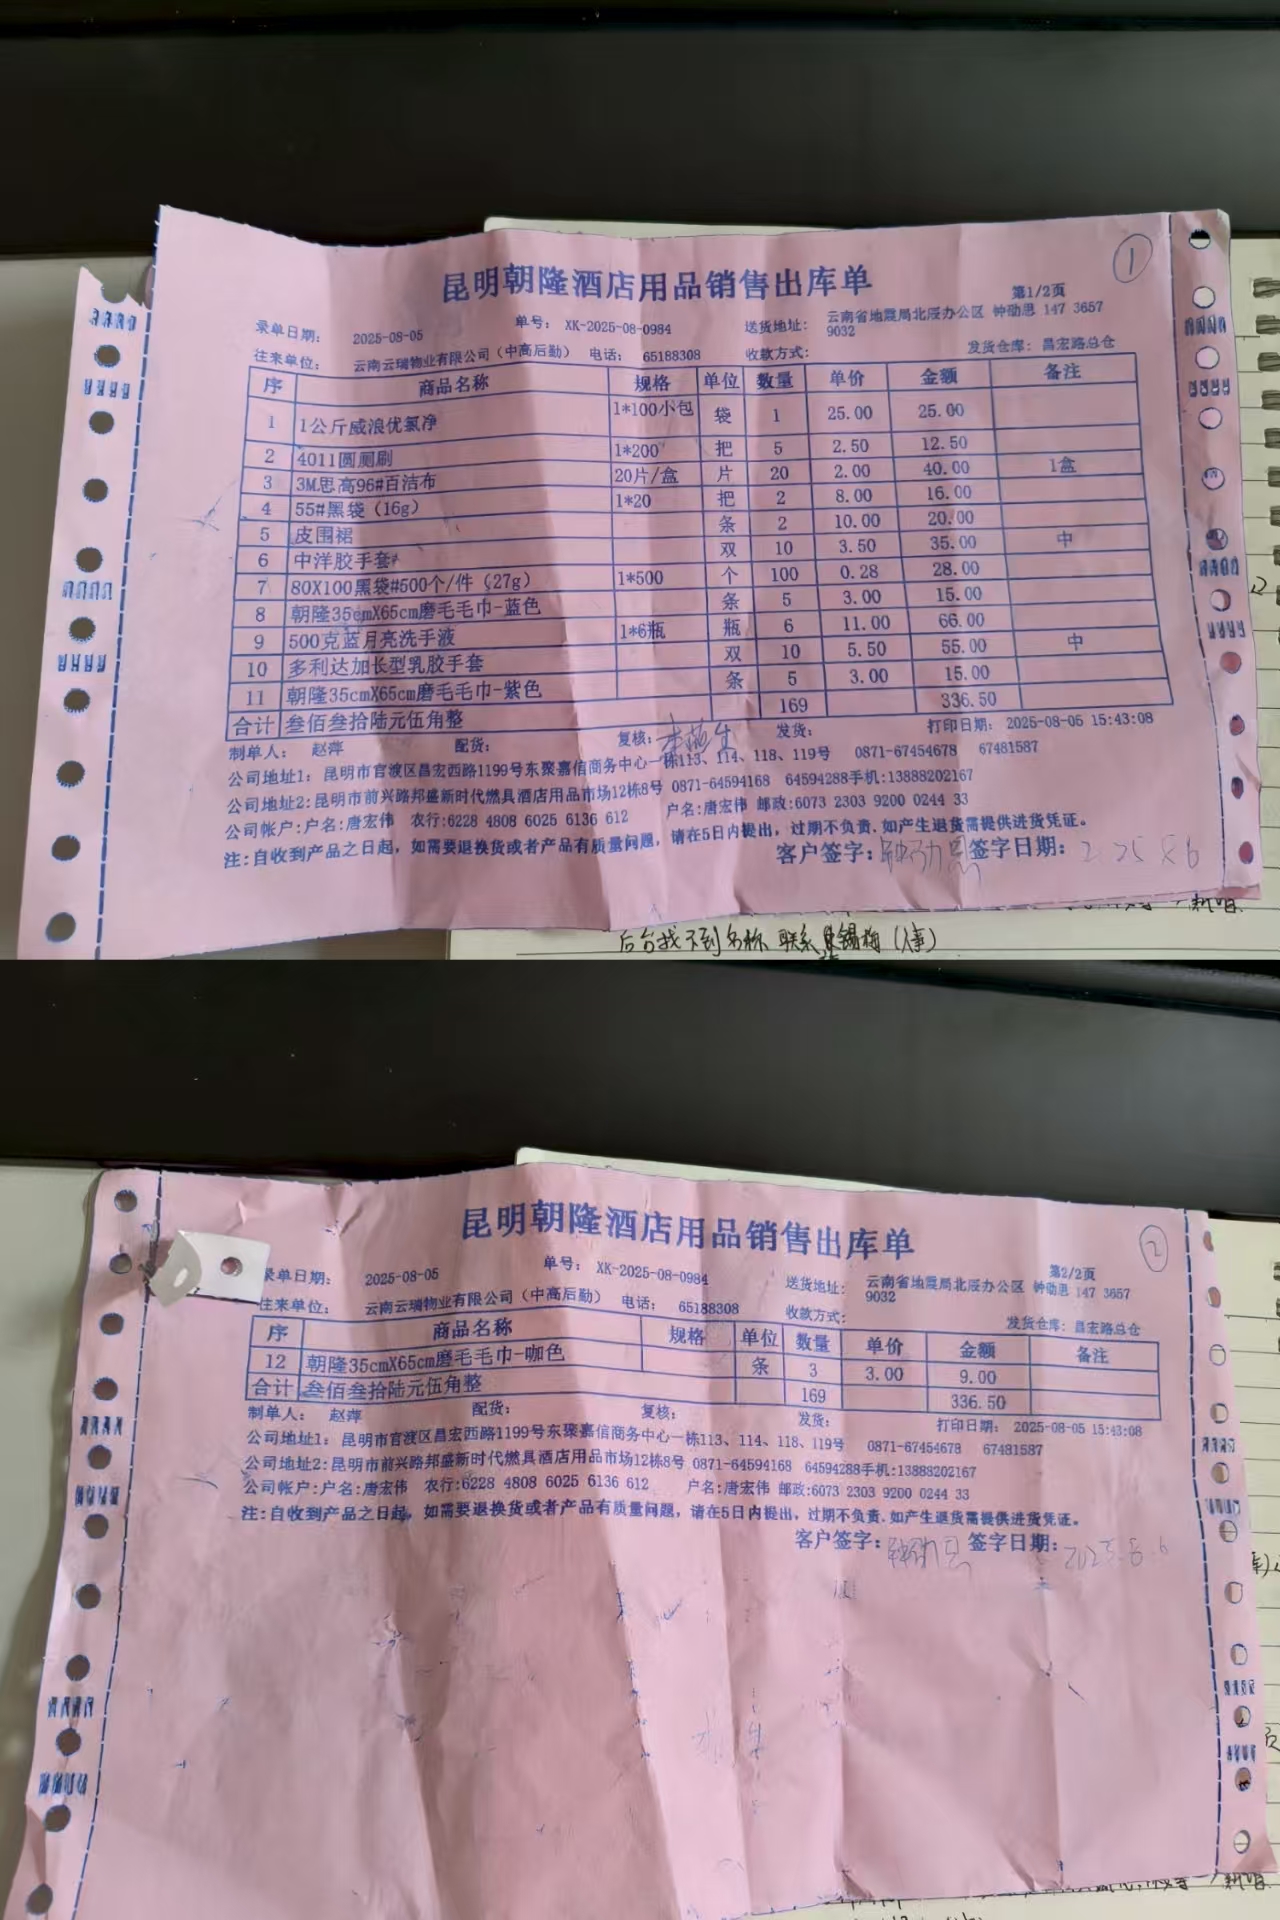 ①
昆明朝隆酒店用品销售出库单
第1/2页
录单日期： 2025-08-05 单号： XK-2025-08-0984 送货地址： 云南省地震局北辰办公区 钟劭思 147 3657 9032
往来单位： 云南云瑞物业有限公司（中高后勤） 电话： 65188308 收款方式： 发货仓库：昌宏路总仓
序 商品名称 规格 单位 数量 单价 金额 备注
1 1公斤威浪优氯净 1*100小包 袋 1 25.00 25.00
2 4011圆厕刷 1*200 把 5 2.50 12.50
3 3M思高96#百洁布 20片/盒 片 20 2.00 40.00 1盒
4 55#黑袋（16g） 1*20 把 2 8.00 16.00
5 皮围裙 条 2 10.00 20.00
6 中洋胶手套# 双 10 3.50 35.00 中
7 80X100黑袋#500个/件（27g） 1*500 个 100 0.28 28.00
8 朝隆35cmX65cm磨毛毛巾-蓝色 条 5 3.00 15.00
9 500克蓝月亮洗手液 1*6瓶 瓶 6 11.00 66.00
10 多利达加长型乳胶手套 双 10 5.50 55.00 中
11 朝隆35cmX65cm磨毛毛巾-紫色 条 5 3.00 15.00
合计 叁佰叁拾陆元伍角整 169 336.50
制单人： 赵萍 配货： 复核： 发货： 打印日期： 2025-08-05 15:43:08
公司地址1： 昆明市官渡区昌宏西路1199号东聚嘉信商务中心一栋113、114、118、119号 0871-67454678 67481587
公司地址2：昆明市前兴路邦盛新时代燃具酒店用品市场12栋8号 0871-64594168 64594288手机:13888202167
公司帐户:户名:唐宏伟 农行:6228 4808 6025 6136 612 户名:唐宏伟 邮政:6073 2303 9200 0244 33
注:自收到产品之日起，如需要退换货或者产品有质量问题，请在5日内提出，过期不负责.如产生退货需提供进货凭证。
客户签字：钟劭思 签字日期：
后台找不到名称 联系
②
昆明朝隆酒店用品销售出库单
第2/2页
录单日期： 2025-08-05 单号： XK-2025-08-0984 送货地址： 云南省地震局北辰办公区 钟劭思 147 3657 9032
往来单位： 云南云瑞物业有限公司（中高后勤） 电话： 65188308 收款方式： 发货仓库：昌宏路总仓
序 商品名称 规格 单位 数量 单价 金额 备注
12 朝隆35cmX65cm磨毛毛巾-咖色 条 3 3.00 9.00
合计 叁佰叁拾陆元伍角整 169 336.50
制单人： 赵萍 配货： 复核： 发货： 打印日期： 2025-08-05 15:43:08
公司地址1： 昆明市官渡区昌宏西路1199号东聚嘉信商务中心一栋113、114、118、119号 0871-67454678 67481587
公司地址2:昆明市前兴路邦盛新时代燃具酒店用品市场12栋8号 0871-64594168 64594288手机:13888202167
公司帐户:户名:唐宏伟 农行:6228 4808 6025 6136 612 户名:唐宏伟 邮政:6073 2303 9200 0244 33
注:自收到产品之日起，如需要退换货或者产品有质量问题，请在5日内提出，过期不负责.如产生退货需提供进货凭证。
客户签字：钟劭思 签字日期：2025.8.6